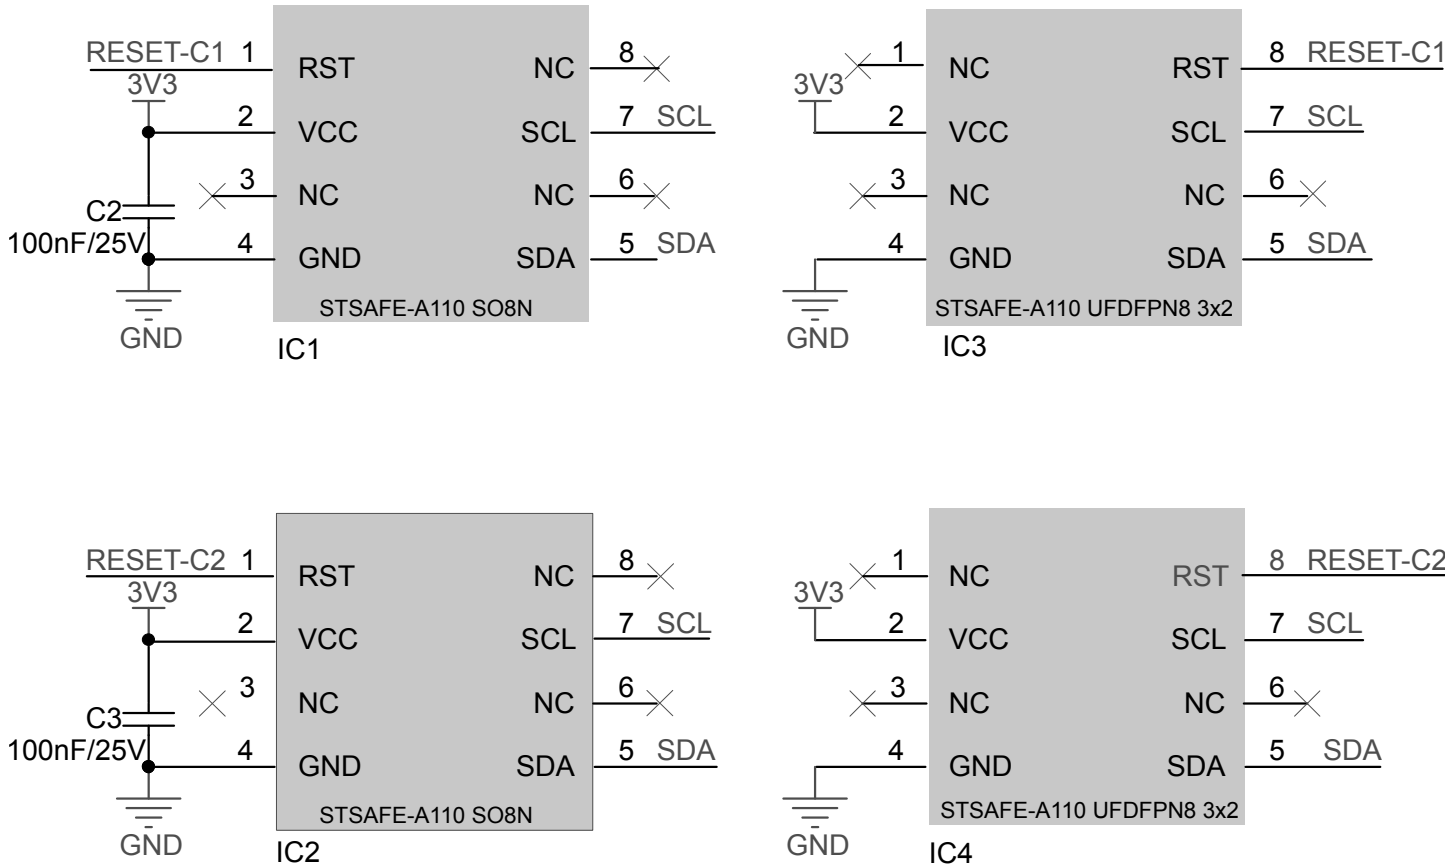 RESET-C1 1 RST NC 8
3V3
2 VCC SCL 7 SCL
3 NC NC 6
C2
100nF/25V 4 GND SDA 5 SDA
STSAFE-A110 SO8N
GND
IC1
1 NC RST 8 RESET-C1
3V3
2 VCC SCL 7 SCL
3 NC NC 6
4 GND SDA 5 SDA
STSAFE-A110 UFDFPN8 3x2
GND
IC3
RESET-C2 1 RST NC 8
3V3
2 VCC SCL 7 SCL
3 NC NC 6
C3
100nF/25V 4 GND SDA 5 SDA
STSAFE-A110 SO8N
GND
IC2
1 NC RST 8 RESET-C2
3V3
2 VCC SCL 7 SCL
3 NC NC 6
4 GND SDA 5 SDA
STSAFE-A110 UFDFPN8 3x2
GND
IC4